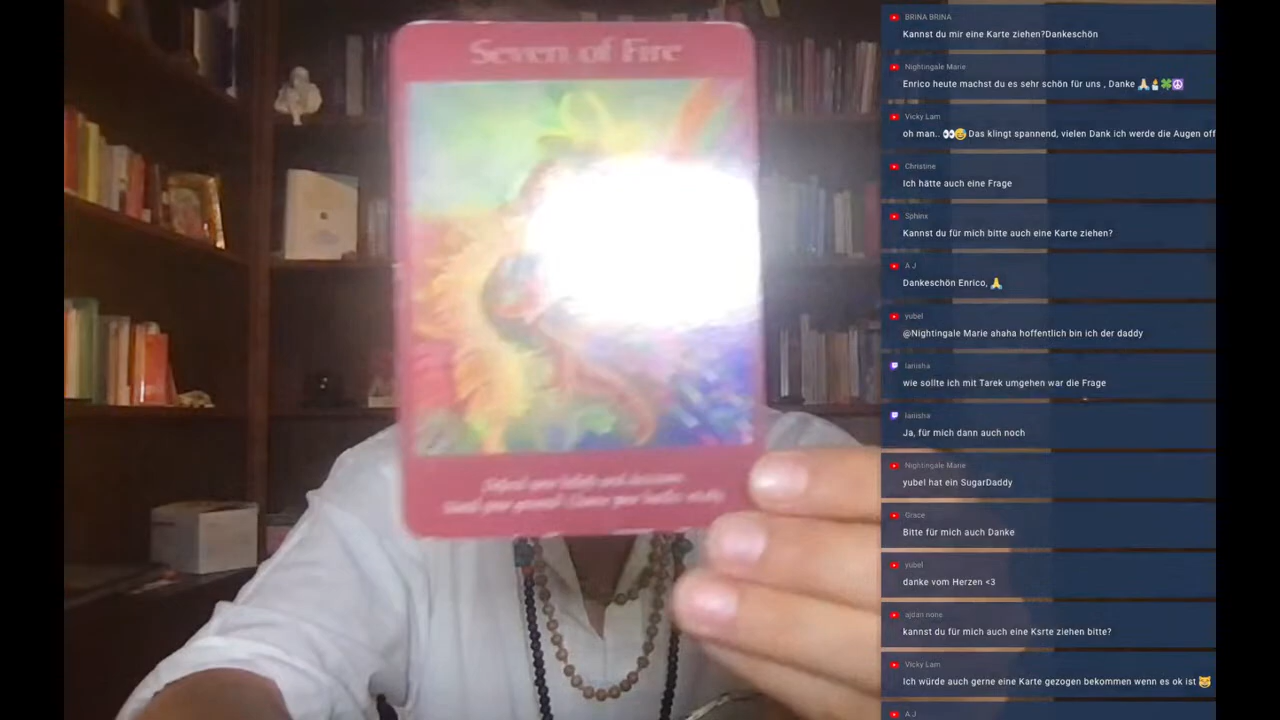 Seven of Fire
BRINA BRINA
Kannst du mir eine Karte ziehen?Dankeschön
Nightingale Marie
Enrico heute machst du es sehr schön für uns , Danke 🙏🕯️🍀☮️
Vicky Lam
oh man.. 👀😅 Das klingt spannend, vielen Dank ich werde die Augen off
Christine
Ich hätte auch eine Frage
Sphinx
Kannst du für mich bitte auch eine Karte ziehen?
A J
Dankeschön Enrico, 🙏
yubel
@Nightingale Marie ahaha hoffentlich bin ich der daddy
wie sollte ich mit Tarek umgehen war die Frage
Ja, für mich dann auch noch
Nightingale Marie
yubel hat ein SugarDaddy
Grace
Bitte für mich auch Danke
yubel
danke vom Herzen <3
ajdan none
kannst du für mich auch eine Ksrte ziehen bitte?
Vicky Lam
Ich würde auch gerne eine Karte gezogen bekommen wenn es ok ist 😸
A J